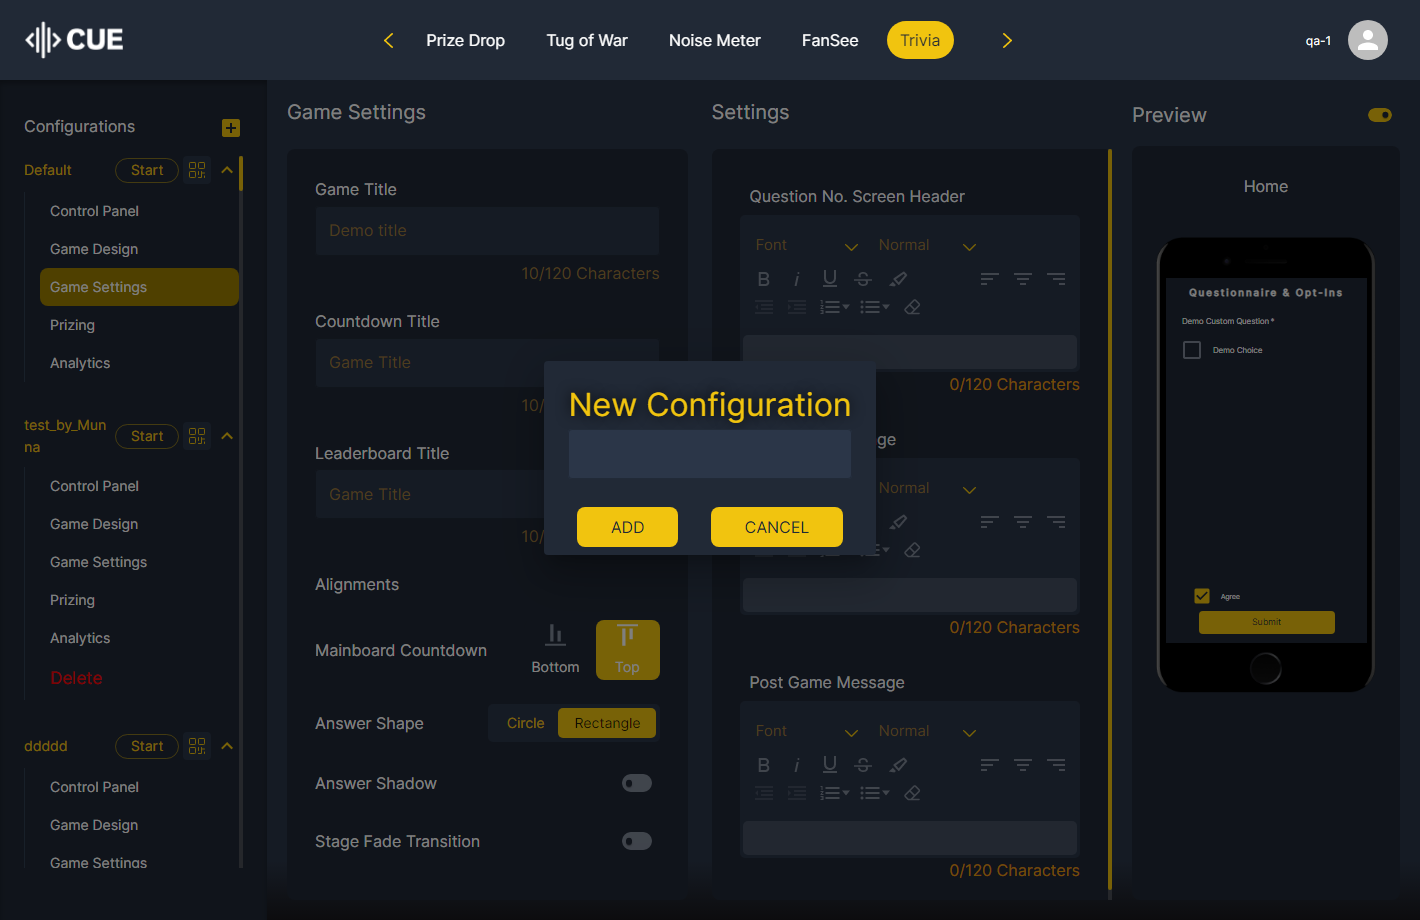 CUE
Prize Drop
Tug of War
Noise Meter
FanSee
Trivia
qa-1
Configurations
Default
Start
Control Panel
Game Design
Game Settings
Prizing
Analytics
test_by_Mun
na
Start
Control Panel
Game Design
Game Settings
Prizing
Analytics
Delete
ddddd
Start
Control Panel
Game Design
Game Settings
Game Settings
Game Title
Demo title
10/120 Characters
Countdown Title
Game Title
10/
Leaderboard Title
Game Title
10/
Alignments
Mainboard Countdown
Bottom
Top
Answer Shape
Circle
Rectangle
Answer Shadow
Stage Fade Transition
New Configuration
ADD
CANCEL
Settings
Question No. Screen Header
Font
Normal
B i U S
0/120 Characters
ge
Normal
0/120 Characters
Post Game Message
Font
Normal
B i U S
0/120 Characters
Preview
Home
Questionnaire & Opt-Ins
Demo Custom Question *
Demo Choice
Agree
Submit